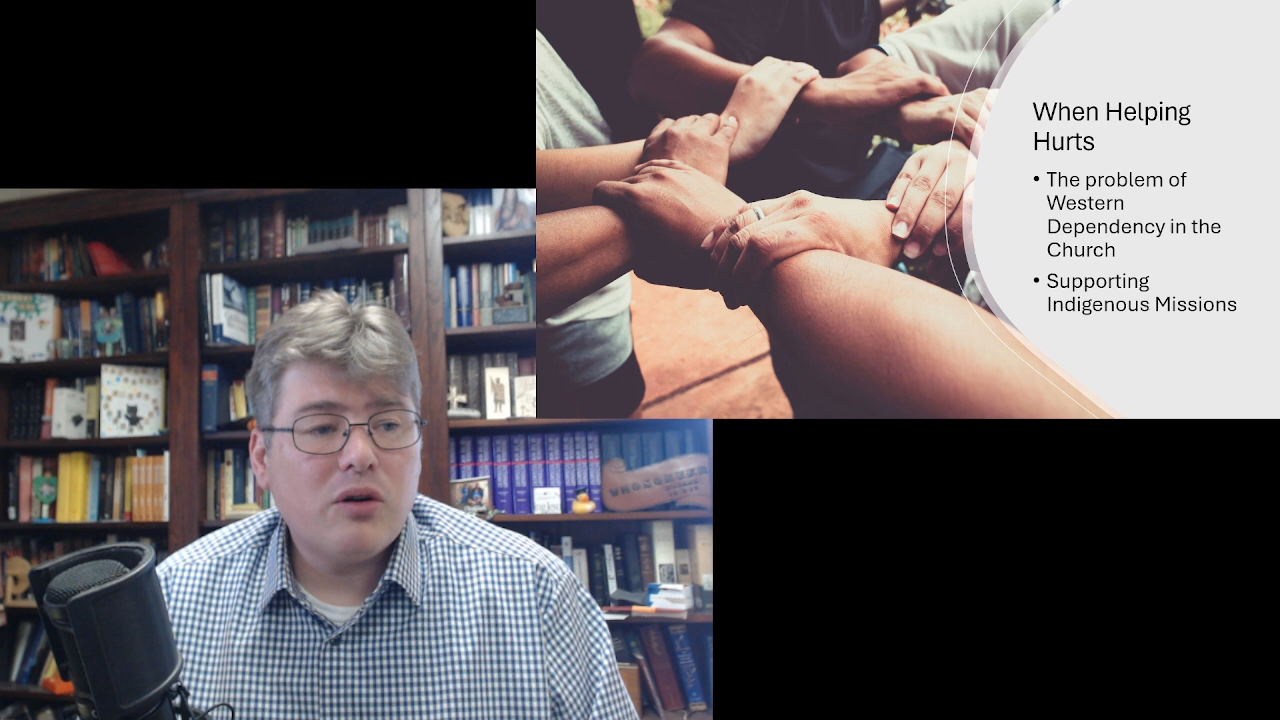 When Helping
Hurts
• The problem of
Western
Dependency in the
Church
• Supporting
Indigenous Missions